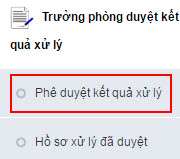 Trưởng phòng duyệt kết
quả xử lý
Phê duyệt kết quả xử lý
Hồ sơ xử lý đã duyệt